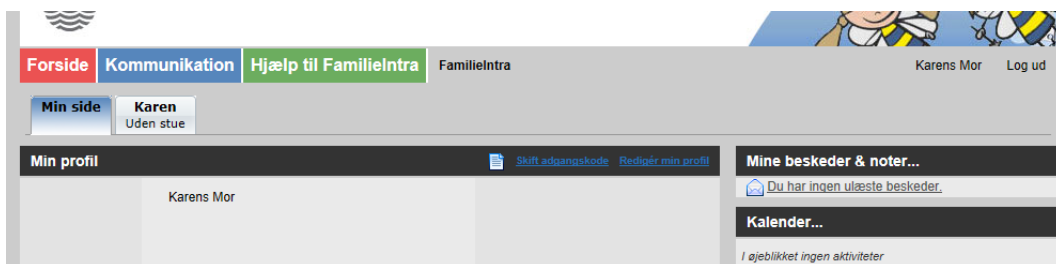 Forside Kommunikation Hjælp til FamilieIntra FamilieIntra Karens Mor Log ud
Min side Karen
Uden stue
Min profil Skift adgangskode Redigér min profil
Karens Mor
Mine beskeder & noter...
Du har ingen ulæste beskeder.
Kalender...
I øjeblikket ingen aktiviteter